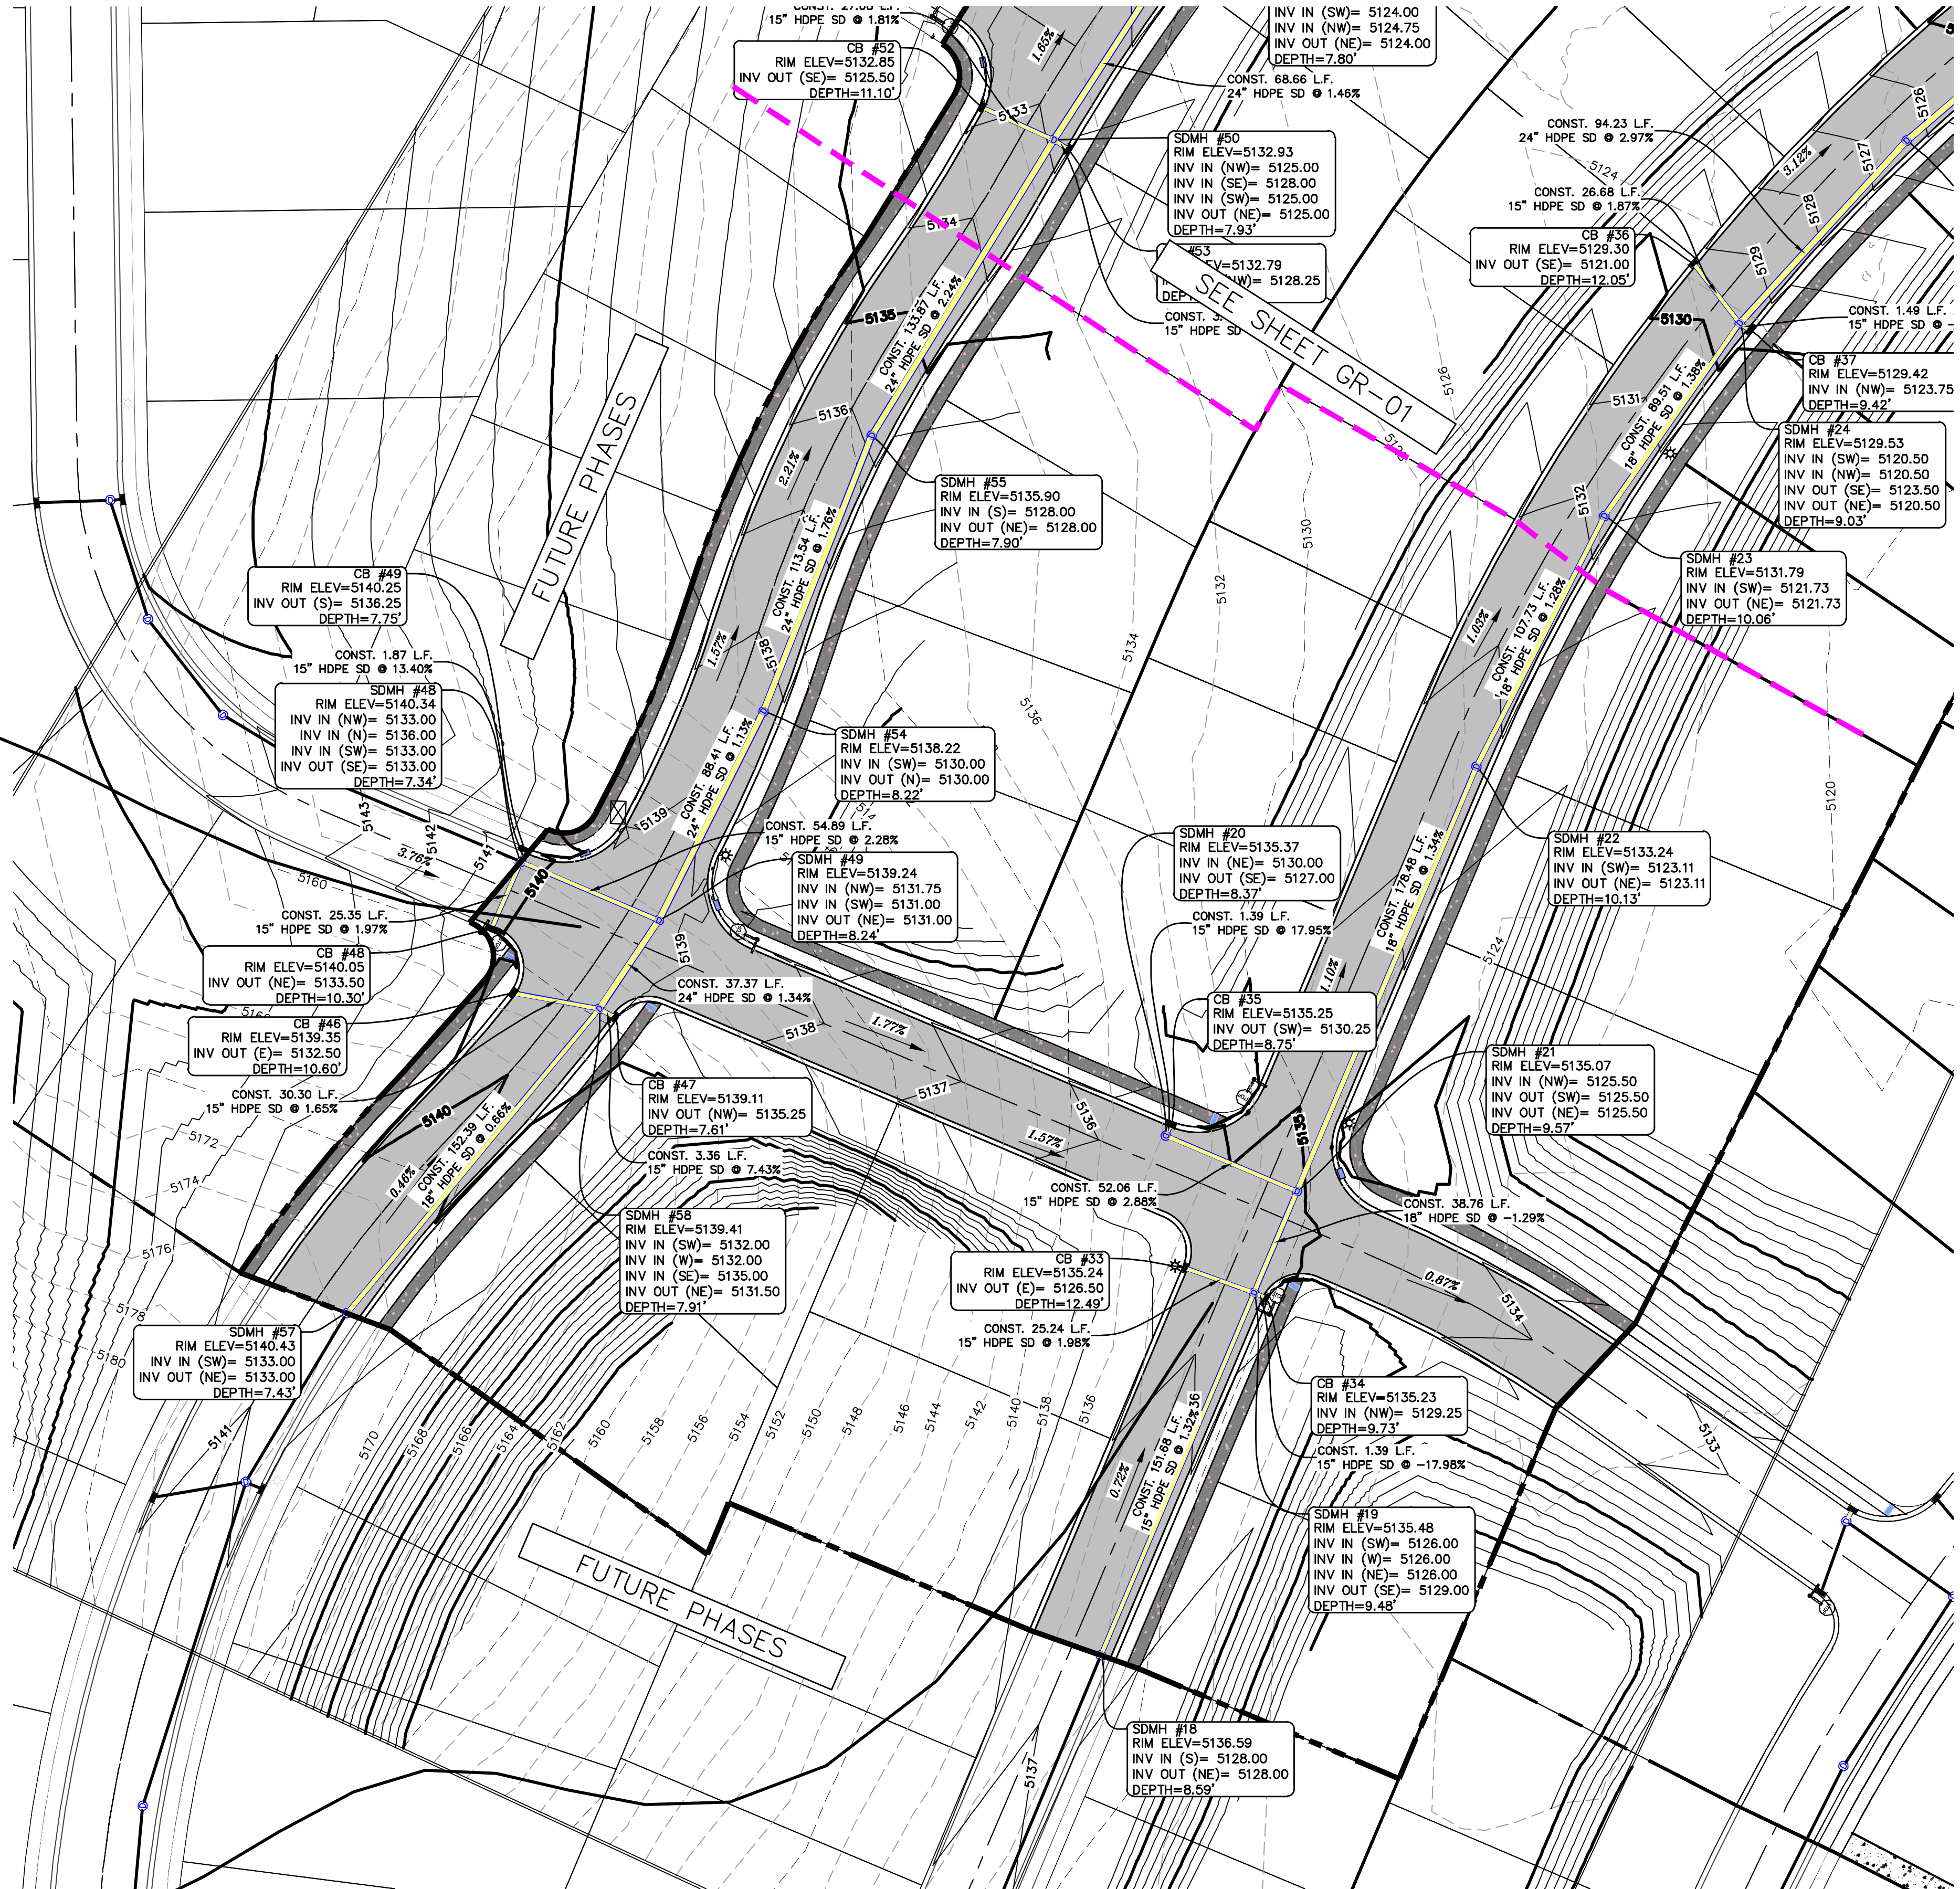 CONST. 27.68 L.F.
15" HDPE SD @ 1.81%
CB #52
RIM ELEV=5132.85
INV OUT (SE)= 5125.50
DEPTH=11.10'
5133
1.65%
INV IN (SW)= 5124.00
INV IN (NW)= 5124.75
INV OUT (NE)= 5124.00
DEPTH=7.80'
CONST. 68.66 L.F.
24" HDPE SD @ 1.46%
SDMH #50
RIM ELEV=5132.93
INV IN (NW)= 5125.00
INV IN (SE)= 5128.00
INV IN (SW)= 5125.00
INV OUT (NE)= 5125.00
DEPTH=7.93'
#53
EV=5132.79
W)= 5128.25
DEP
CONST. 3.
15" HDPE SD
SEE SHEET GR-01
CONST. 94.23 L.F.
24" HDPE SD @ 2.97%
5124
CONST. 26.68 L.F.
15" HDPE SD @ 1.87%
3.12%
5126
5127
5128
5129
CB #36
RIM ELEV=5129.30
INV OUT (SE)= 5121.00
DEPTH=12.05'
5130
CONST. 1.49 L.F.
15" HDPE SD @ -
CB #37
RIM ELEV=5129.42
INV IN (NW)= 5123.75
DEPTH=9.42'
SDMH #24
RIM ELEV=5129.53
INV IN (SW)= 5120.50
INV IN (NW)= 5120.50
INV OUT (SE)= 5123.50
INV OUT (NE)= 5120.50
DEPTH=9.03'
5134
5135
CONST. 133.87 L.F.
24" HDPE SD @ 2.24%
5136
2.21%
5126
5131
CONST. 89.51 L.F.
18" HDPE SD @ 1.38%
5132
FUTURE PHASES
SDMH #55
RIM ELEV=5135.90
INV IN (S)= 5128.00
INV OUT (NE)= 5128.00
DEPTH=7.90'
5130
5132
5134
5136
SDMH #23
RIM ELEV=5131.79
INV IN (SW)= 5121.73
INV OUT (NE)= 5121.73
DEPTH=10.06'
CONST. 113.54 L.F.
24" HDPE SD @ 1.76%
1.57%
5138
CONST. 107.73 L.F.
18" HDPE SD @ 1.28%
1.03%
CB #49
RIM ELEV=5140.25
INV OUT (S)= 5136.25
DEPTH=7.75'
CONST. 1.87 L.F.
15" HDPE SD @ 13.40%
SDMH #48
RIM ELEV=5140.34
INV IN (NW)= 5133.00
INV IN (N)= 5136.00
INV IN (SW)= 5133.00
INV OUT (SE)= 5133.00
DEPTH=7.34'
SDMH #54
RIM ELEV=5138.22
INV IN (SW)= 5130.00
INV OUT (N)= 5130.00
DEPTH=8.22'
CONST. 88.41 L.F.
24" HDPE SD @ 1.13%
5120
5143
5142
5141
5140
5139
3.76%
5160
CONST. 54.89 L.F.
15" HDPE SD @ 2.28%
SDMH #49
RIM ELEV=5139.24
INV IN (NW)= 5131.75
INV IN (SW)= 5131.00
INV OUT (NE)= 5131.00
DEPTH=8.24'
SDMH #20
RIM ELEV=5135.37
INV IN (NE)= 5130.00
INV OUT (SE)= 5127.00
DEPTH=8.37'
CONST. 1.39 L.F.
15" HDPE SD @ 17.95%
CONST. 178.48 L.F.
18" HDPE SD @ 1.34%
SDMH #22
RIM ELEV=5133.24
INV IN (SW)= 5123.11
INV OUT (NE)= 5123.11
DEPTH=10.13'
5124
CONST. 25.35 L.F.
15" HDPE SD @ 1.97%
CB #48
RIM ELEV=5140.05
INV OUT (NE)= 5133.50
DEPTH=10.30'
5139
CONST. 37.37 L.F.
24" HDPE SD @ 1.34%
5138
1.77%
1.10%
CB #35
RIM ELEV=5135.25
INV OUT (SW)= 5130.25
DEPTH=8.75'
CB #46
RIM ELEV=5139.35
INV OUT (E)= 5132.50
DEPTH=10.60'
CONST. 30.30 L.F.
15" HDPE SD @ 1.65%
5172
5140
5137
5136
5135
1.57%
SDMH #21
RIM ELEV=5135.07
INV IN (NW)= 5125.50
INV OUT (SW)= 5125.50
INV OUT (NE)= 5125.50
DEPTH=9.57'
CB #47
RIM ELEV=5139.11
INV OUT (NW)= 5135.25
DEPTH=7.61'
CONST. 3.36 L.F.
15" HDPE SD @ 7.43%
0.46%
CONST. 152.39 L.F.
18" HDPE SD @ 0.66%
5174
5176
5178
5180
CONST. 52.06 L.F.
15" HDPE SD @ 2.88%
CONST. 38.76 L.F.
18" HDPE SD @ -1.29%
SDMH #58
RIM ELEV=5139.41
INV IN (SW)= 5132.00
INV IN (W)= 5132.00
INV IN (SE)= 5135.00
INV OUT (NE)= 5131.50
DEPTH=7.91'
CB #33
RIM ELEV=5135.24
INV OUT (E)= 5126.50
DEPTH=12.49'
CONST. 25.24 L.F.
15" HDPE SD @ 1.98%
0.87%
5134
SDMH #57
RIM ELEV=5140.43
INV IN (SW)= 5133.00
INV OUT (NE)= 5133.00
DEPTH=7.43'
CB #34
RIM ELEV=5135.23
INV IN (NW)= 5129.25
DEPTH=9.73'
CONST. 1.39 L.F.
15" HDPE SD @ -17.98%
5133
5141
5170
5168
5166
5164
5162
5160
5158
5156
5154
5152
5150
5148
5146
5144
5142
5140
5138
5136
0.72%
CONST. 151.68 L.F.
15" HDPE SD @ 1.32%
36
SDMH #19
RIM ELEV=5135.48
INV IN (SW)= 5126.00
INV IN (W)= 5126.00
INV IN (NE)= 5126.00
INV OUT (SE)= 5129.00
DEPTH=9.48'
FUTURE PHASES
SDMH #18
RIM ELEV=5136.59
INV IN (S)= 5128.00
INV OUT (NE)= 5128.00
DEPTH=8.59'
5137